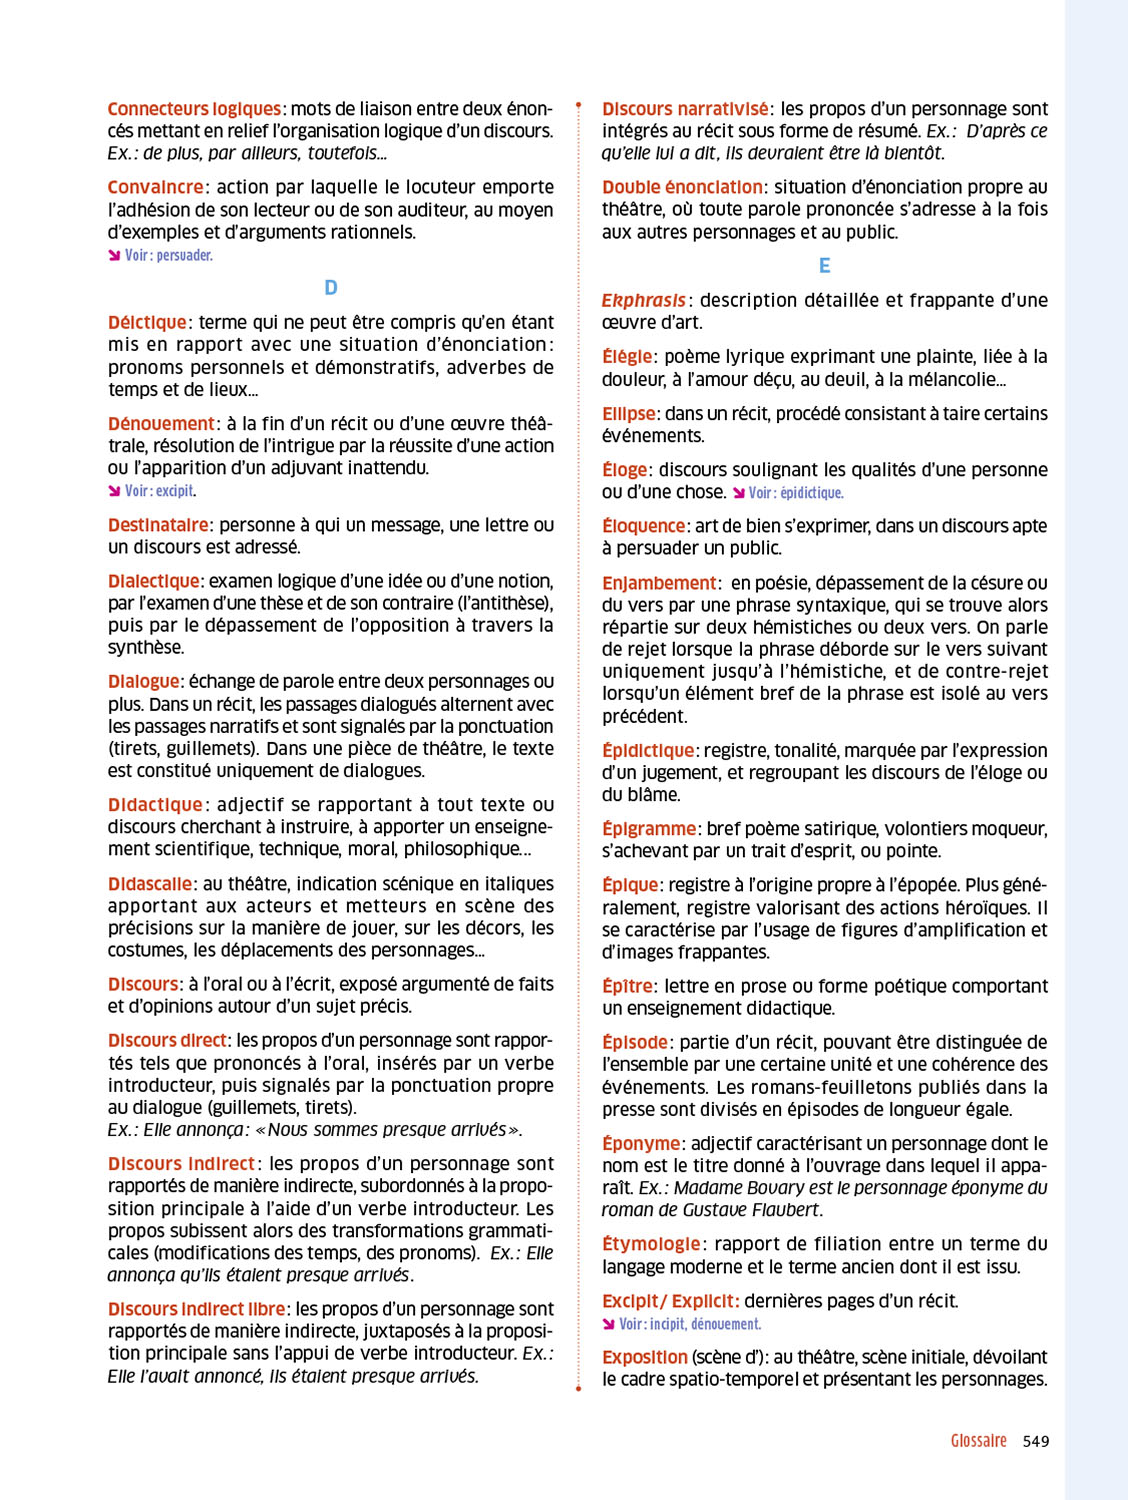 Connecteurs logiques : mots de liaison entre deux énon-
cés mettant en relief l’organisation logique d’un discours.
Ex. : de plus, par ailleurs, toutefois...
Convaincre : action par laquelle le locuteur emporte
l’adhésion de son lecteur ou de son auditeur, au moyen
d’exemples et d’arguments rationnels.
Voir : persuader.
D
Déictique : terme qui ne peut être compris qu’en étant
mis en rapport avec une situation d’énonciation :
pronoms personnels et démonstratifs, adverbes de
temps et de lieux...
Dénouement : à la fin d’un récit ou d’une œuvre théâ-
trale, résolution de l’intrigue par la réussite d’une action
ou l’apparition d’un adjuvant inattendu.
Voir : excipit.
Destinataire : personne à qui un message, une lettre ou
un discours est adressé.
Dialectique : examen logique d’une idée ou d’une notion,
par l’examen d’une thèse et de son contraire (l’antithèse),
puis par le dépassement de l’opposition à travers la
synthèse.
Dialogue : échange de parole entre deux personnages ou
plus. Dans un récit, les passages dialogués alternent avec
les passages narratifs et sont signalés par la ponctuation
(tirets, guillemets). Dans une pièce de théâtre, le texte
est constitué uniquement de dialogues.
Didactique : adjectif se rapportant à tout texte ou
discours cherchant à instruire, à apporter un enseigne-
ment scientifique, technique, moral, philosophique...
Didascalie : au théâtre, indication scénique en italiques
apportant aux acteurs et metteurs en scène des
précisions sur la manière de jouer, sur les décors, les
costumes, les déplacements des personnages...
Discours : à l’oral ou à l’écrit, exposé argumenté de faits
et d’opinions autour d’un sujet précis.
Discours direct : les propos d’un personnage sont rappor-
tés tels que prononcés à l’oral, insérés par un verbe
introducteur, puis signalés par la ponctuation propre
au dialogue (guillemets, tirets).
Ex. : Elle annonça : « Nous sommes presque arrivés ».
Discours indirect : les propos d’un personnage sont
rapportés de manière indirecte, subordonnés à la propo-
sition principale à l’aide d’un verbe introducteur. Les
propos subissent alors des transformations grammati-
cales (modifications des temps, des pronoms). Ex. : Elle
annonça qu’ils étaient presque arrivés.
Discours indirect libre : les propos d’un personnage sont
rapportés de manière indirecte, juxtaposés à la proposi-
tion principale sans l’appui de verbe introducteur. Ex. :
Elle l’avait annoncé, ils étaient presque arrivés.
Discours narrativisé : les propos d’un personnage sont
intégrés au récit sous forme de résumé. Ex. : D’après ce
qu’elle lui a dit, ils devraient être là bientôt.
Double énonciation : situation d’énonciation propre au
théâtre, où toute parole prononcée s’adresse à la fois
aux autres personnages et au public.
E
Ekphrasis : description détaillée et frappante d’une
œuvre d’art.
Élégie : poème lyrique exprimant une plainte, liée à la
douleur, à l’amour déçu, au deuil, à la mélancolie...
Ellipse : dans un récit, procédé consistant à taire certains
événements.
Éloge : discours soulignant les qualités d’une personne
ou d’une chose. Voir : épidictique.
Éloquence : art de bien s’exprimer, dans un discours apte
à persuader un public.
Enjambement : en poésie, dépassement de la césure ou
du vers par une phrase syntaxique, qui se trouve alors
répartie sur deux hémistiches ou deux vers. On parle
de rejet lorsque la phrase déborde sur le vers suivant
uniquement jusqu’à l’hémistiche, et de contre-rejet
lorsqu’un élément bref de la phrase est isolé au vers
précédent.
Épidictique : registre, tonalité, marquée par l’expression
d’un jugement, et regroupant les discours de l’éloge ou
du blâme.
Épigramme : bref poème satirique, volontiers moqueur,
s’achevant par un trait d’esprit, ou pointe.
Épique : registre à l’origine propre à l’épopée. Plus géné-
ralement, registre valorisant des actions héroïques. Il
se caractérise par l’usage de figures d’amplification et
d’images frappantes.
Épître : lettre en prose ou forme poétique comportant
un enseignement didactique.
Épisode : partie d’un récit, pouvant être distinguée de
l’ensemble par une certaine unité et une cohérence des
événements. Les romans-feuilletons publiés dans la
presse sont divisés en épisodes de longueur égale.
Éponyme : adjectif caractérisant un personnage dont le
nom est le titre donné à l’ouvrage dans lequel il appa-
raît. Ex. : Madame Bovary est le personnage éponyme du
roman de Gustave Flaubert.
Étymologie : rapport de filiation entre un terme du
langage moderne et le terme ancien dont il est issu.
Excipit/ Explicit : dernières pages d’un récit.
Voir : incipit, dénouement.
Exposition (scène d’) : au théâtre, scène initiale, dévoilant
le cadre spatio-temporel et présentant les personnages.
Glossaire 549